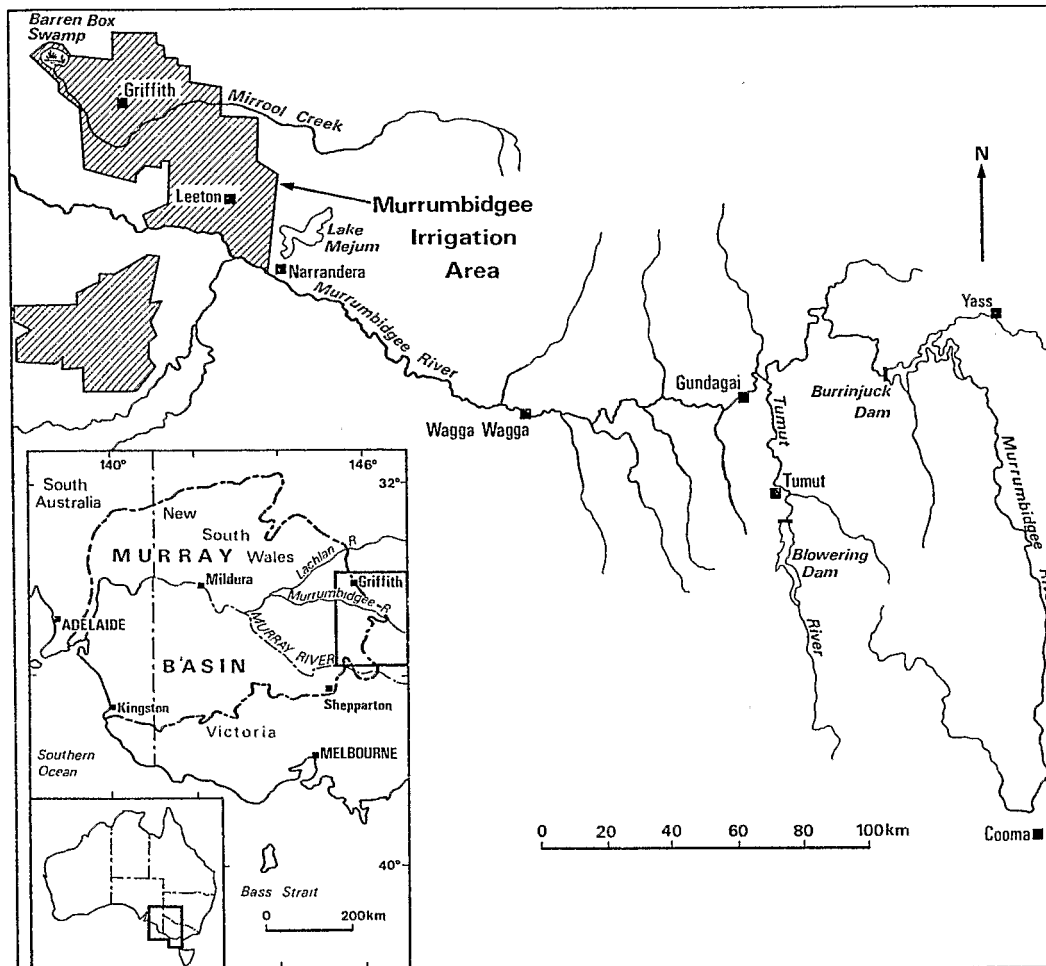 Barren Box
Swamp
Griffith
Mirrool Creek
Leeton
Murrumbidgee
Irrigation
Area
Lake
Mejum
Narrandera
Murrumbidgee
River
Wagga Wagga
Gundagai
Tumut
Tumut
Blowering
Dam
River
N
Yass
Burrinjuck
Dam
Murrumbidgee
River
Cooma
0 20 40 60 80 100 km
140° 146°
32°
South
Australia
New
South
Wales
MURRAY
Lachlan R
Mildura
Griffith
Murrumbidgee R
ADELAIDE
MURRAY RIVER
BASIN
Shepparton
Kingston
Victoria
MELBOURNE
Southern
Ocean
40°
Bass Strait
0 200km